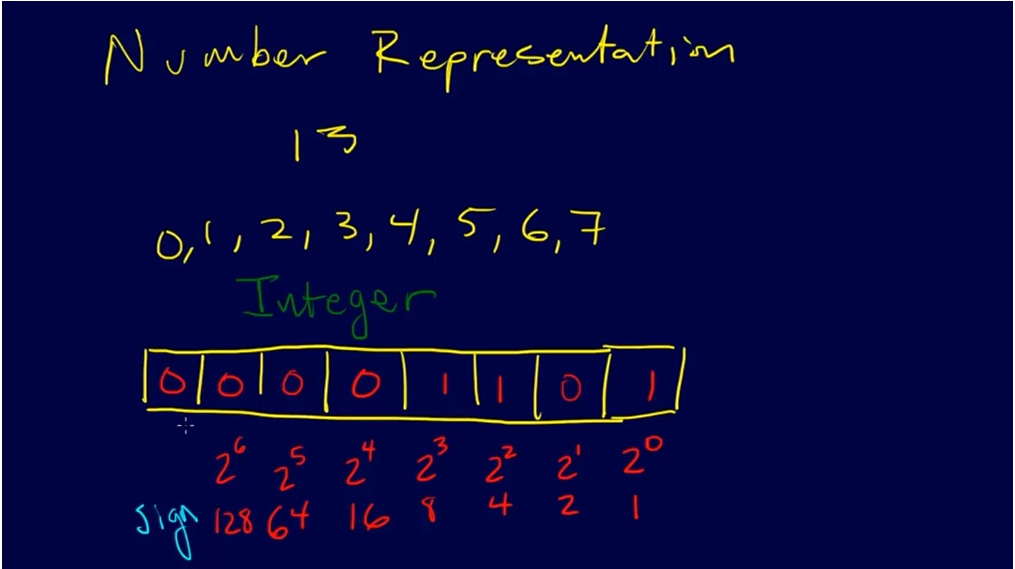 Number Representation
13
0, 1, 2, 3, 4, 5, 6, 7
Integer
0 0 0 0 1 1 0 1
2⁶ 2⁵ 2⁴ 2³ 2² 2¹ 2⁰
sign 128 64 16 8 4 2 1